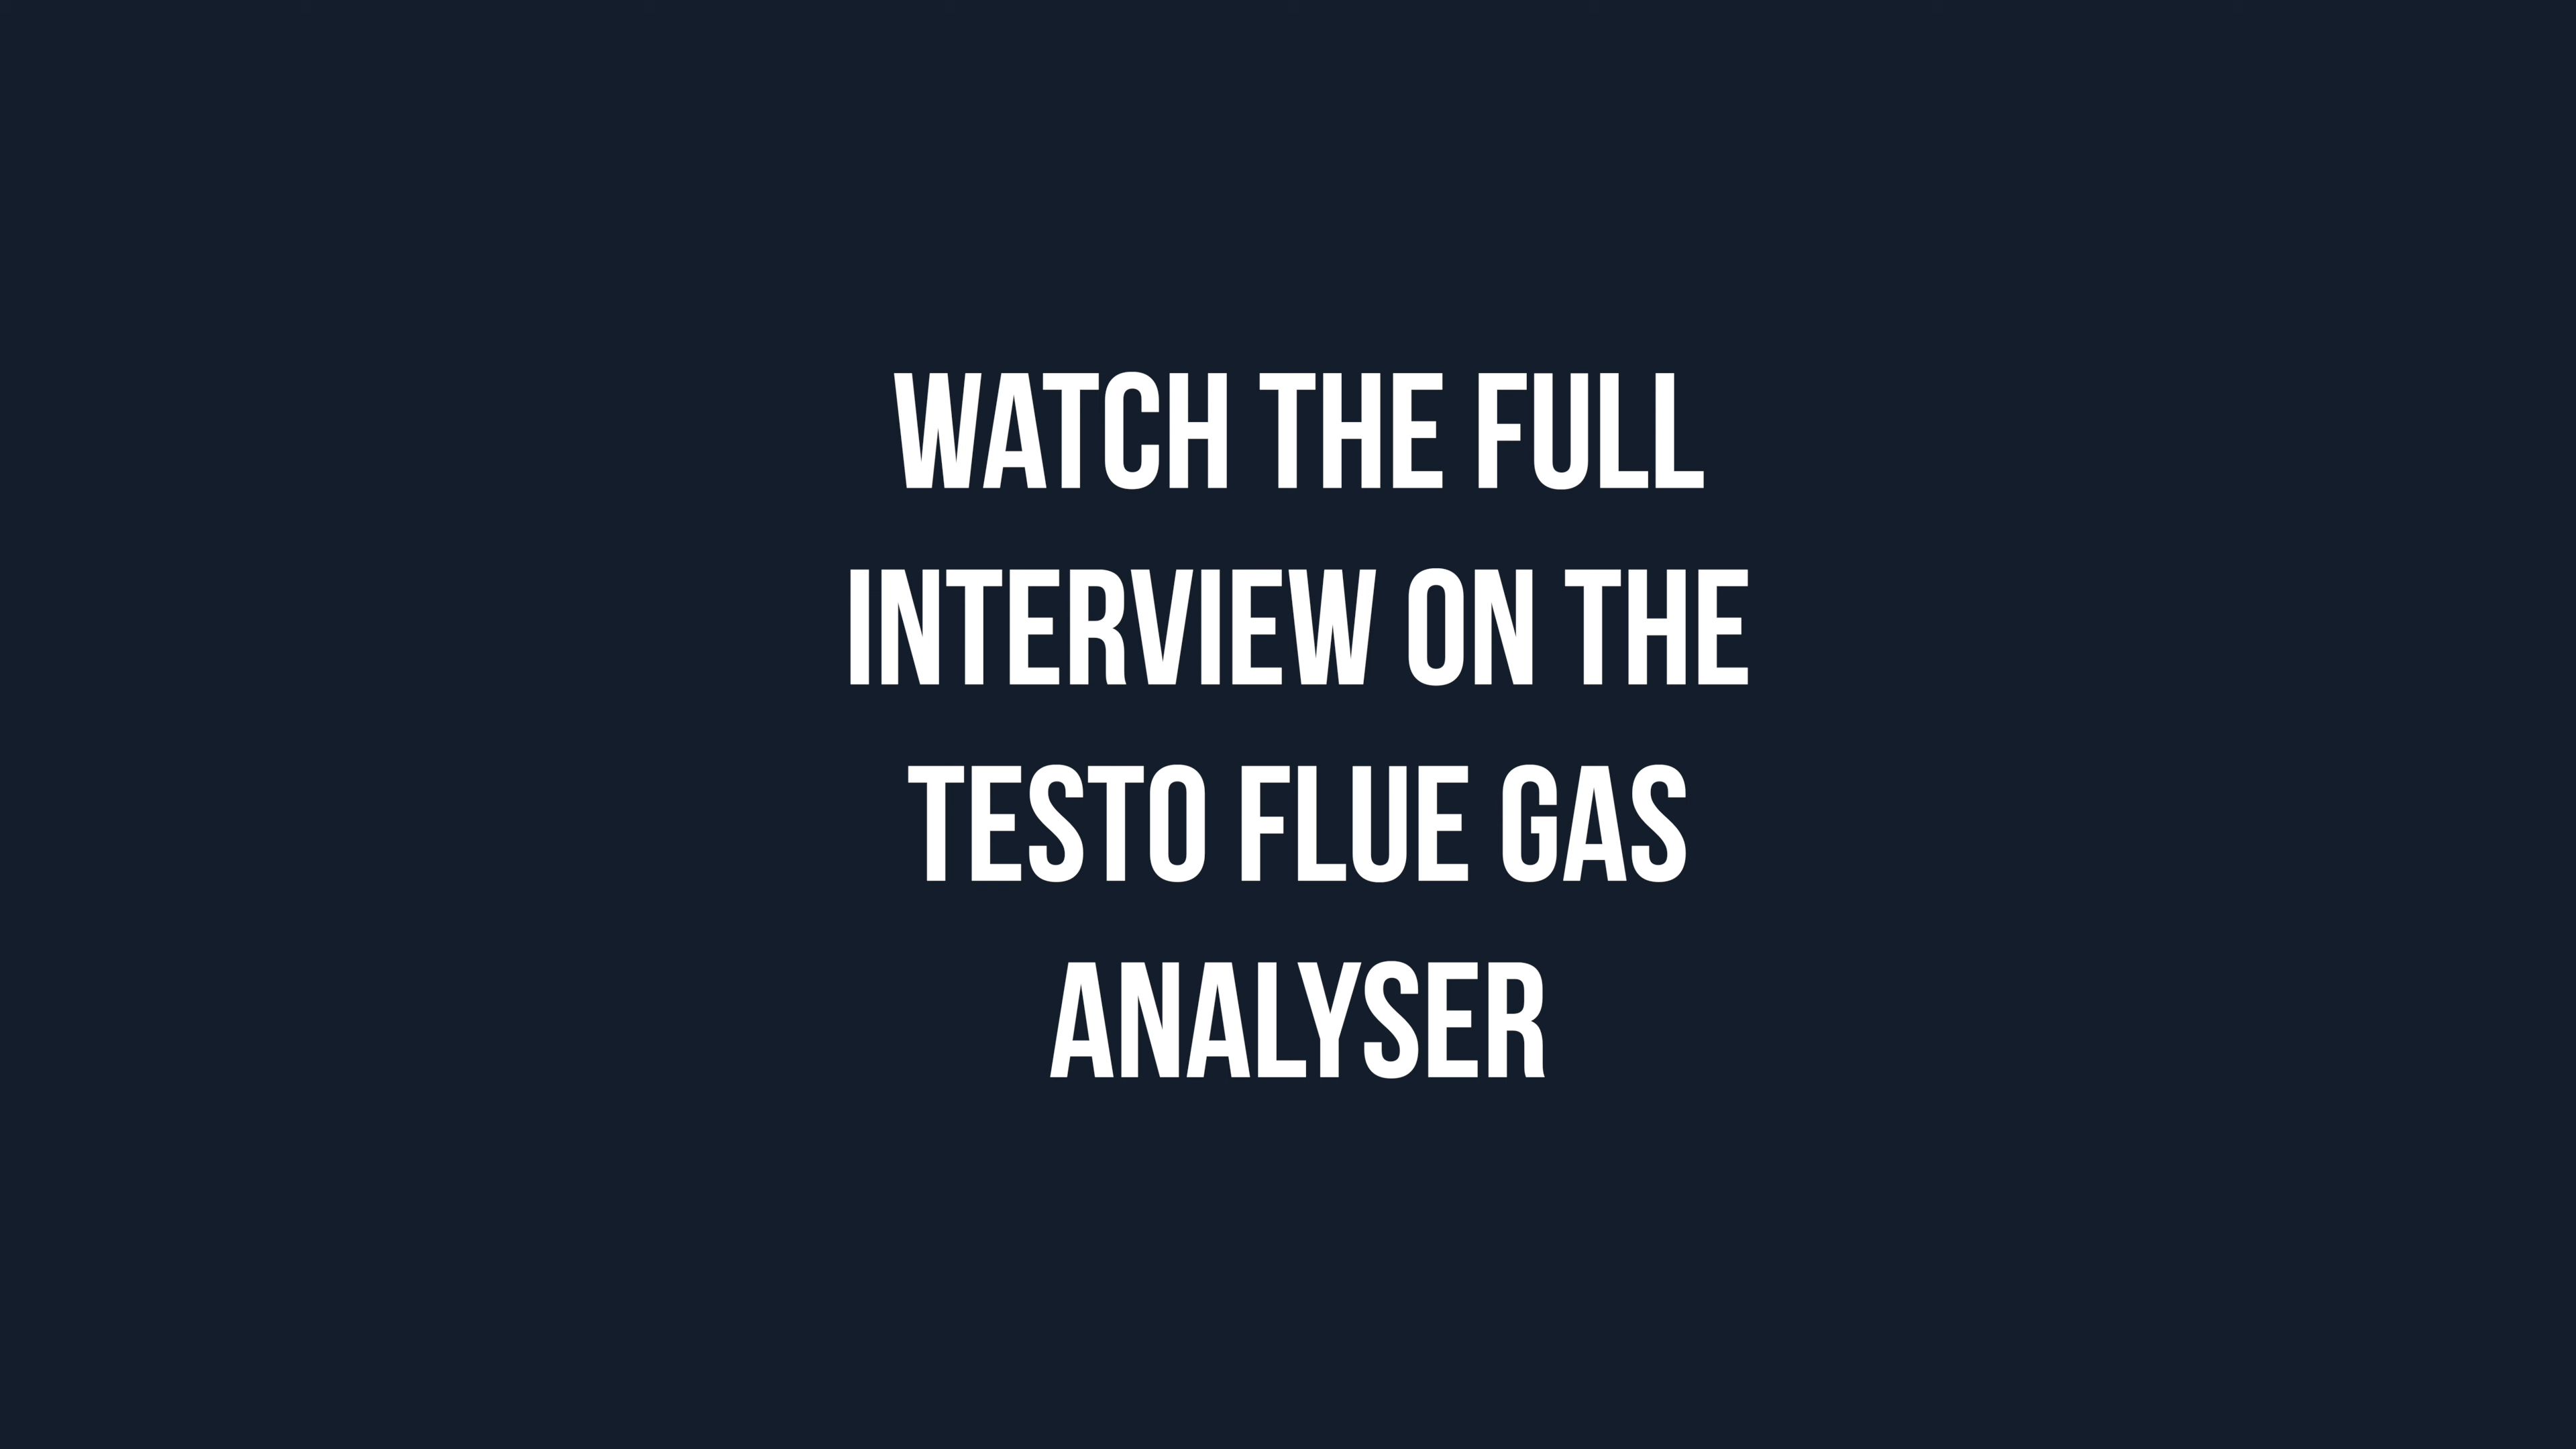 WATCH THE FULL
INTERVIEW ON THE
TESTO FLUE GAS
ANALYSER